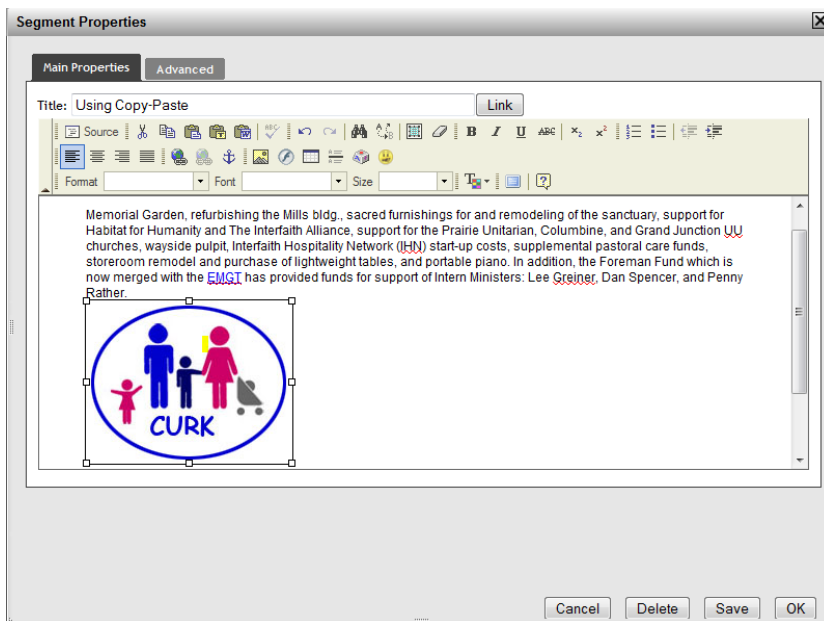 Segment Properties
Main Properties
Advanced
Title: Using Copy-Paste Link
Source ABC B I U ABC x₂ x²
Format Font Size
Memorial Garden, refurbishing the Mills bldg., sacred furnishings for and remodeling of the sanctuary, support for
Habitat for Humanity and The Interfaith Alliance, support for the Prairie Unitarian, Columbine, and Grand Junction UU
churches, wayside pulpit, Interfaith Hospitality Network (IHN) start-up costs, supplemental pastoral care funds,
storeroom remodel and purchase of lightweight tables, and portable piano. In addition, the Foreman Fund which is
now merged with the EMGT has provided funds for support of Intern Ministers: Lee Greiner, Dan Spencer, and Penny
Rather.
CURK
Cancel Delete Save OK